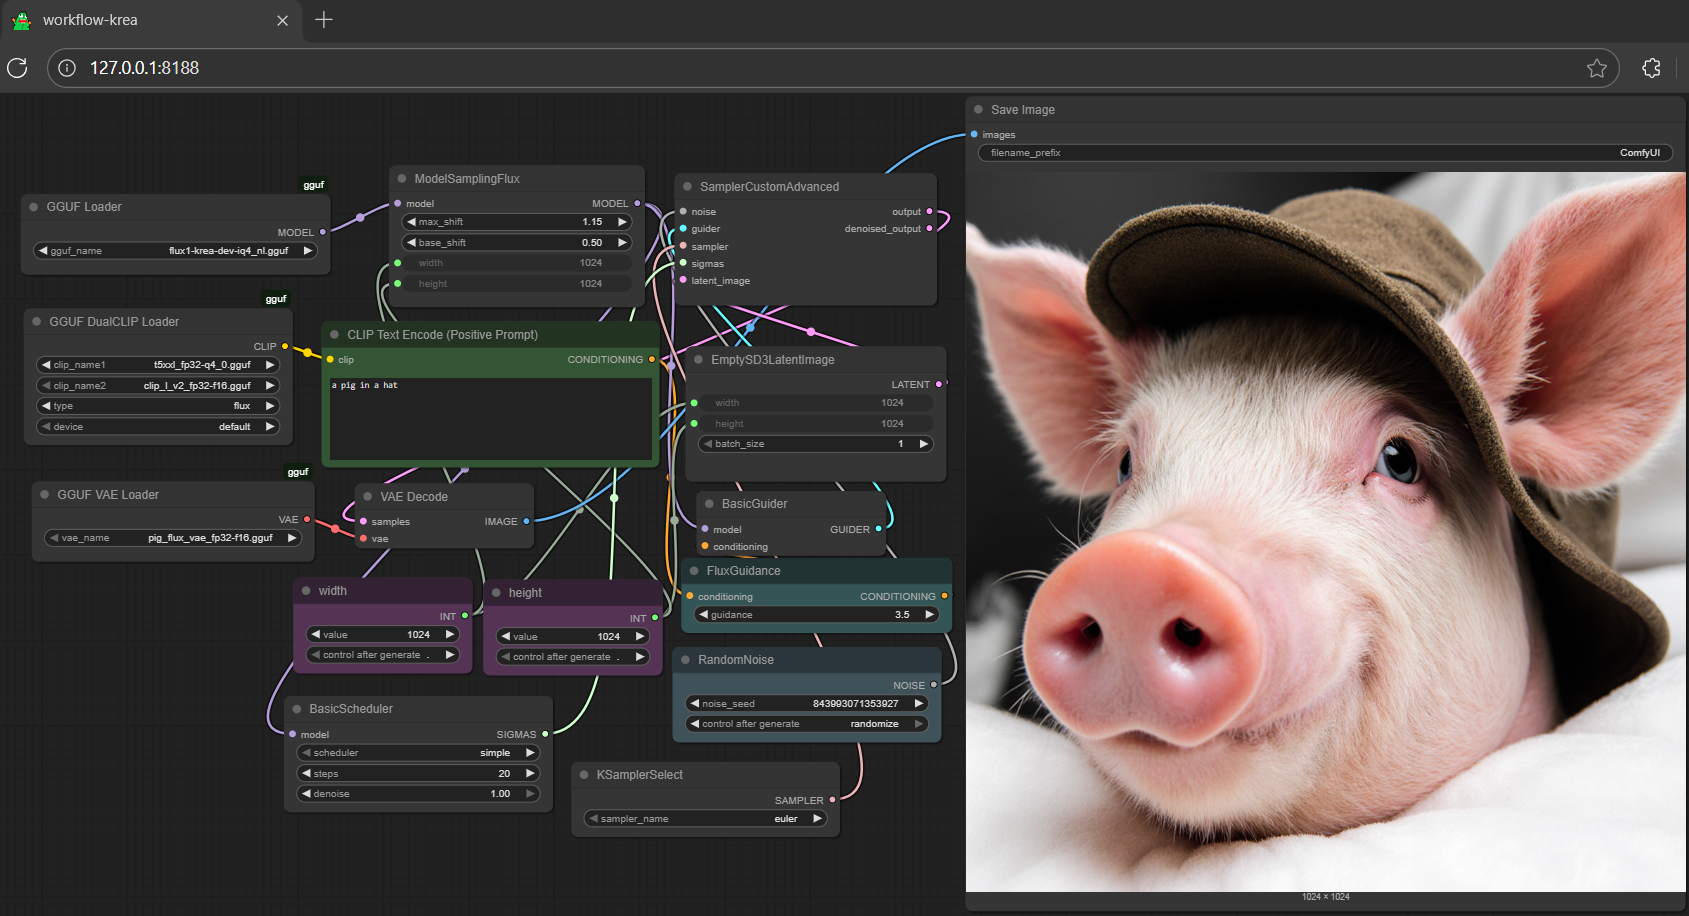 workflow-krea
127.0.0.1:8188
gguf
GGUF Loader
MODEL
gguf_name flux1-krea-dev-iq4_nl.gguf
gguf
GGUF DualCLIP Loader
CLIP
clip_name1 t5xxl_fp32-q4_0.gguf
clip_name2 clip_l_v2_fp32-f16.gguf
type flux
device default
gguf
GGUF VAE Loader
VAE
vae_name pig_flux_vae_fp32-f16.gguf
ModelSamplingFlux
model MODEL
max_shift 1.15
base_shift 0.50
width 1024
height 1024
CLIP Text Encode (Positive Prompt)
clip CONDITIONING
a pig in a hat
VAE Decode
samples IMAGE
vae
width
INT
value 1024
control after generate .
height
INT
value 1024
control after generate .
BasicScheduler
model SIGMAS
scheduler simple
steps 20
denoise 1.00
SamplerCustomAdvanced
noise output
guider denoised_output
sampler
sigmas
latent_image
EmptySD3LatentImage
LATENT
width 1024
height 1024
batch_size 1
BasicGuider
model GUIDER
conditioning
FluxGuidance
conditioning CONDITIONING
guidance 3.5
RandomNoise
NOISE
noise_seed 843993071353927
control after generate randomize
KSamplerSelect
SAMPLER
sampler_name euler
Save Image
images
filename_prefix ComfyUI
1024 × 1024